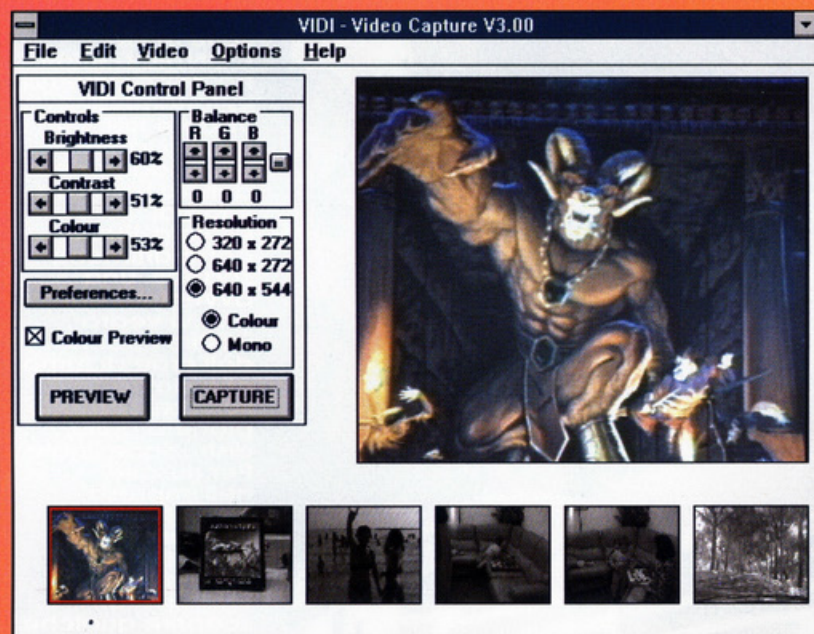 VIDI - Video Capture V3.00
File Edit Video Options Help
VIDI Control Panel
Controls
Brightness
60%
Contrast
51%
Colour
53%
Preferences...
Colour Preview
PREVIEW
Balance
R G B
0 0 0
Resolution
320 x 272
640 x 272
640 x 544
Colour
Mono
CAPTURE